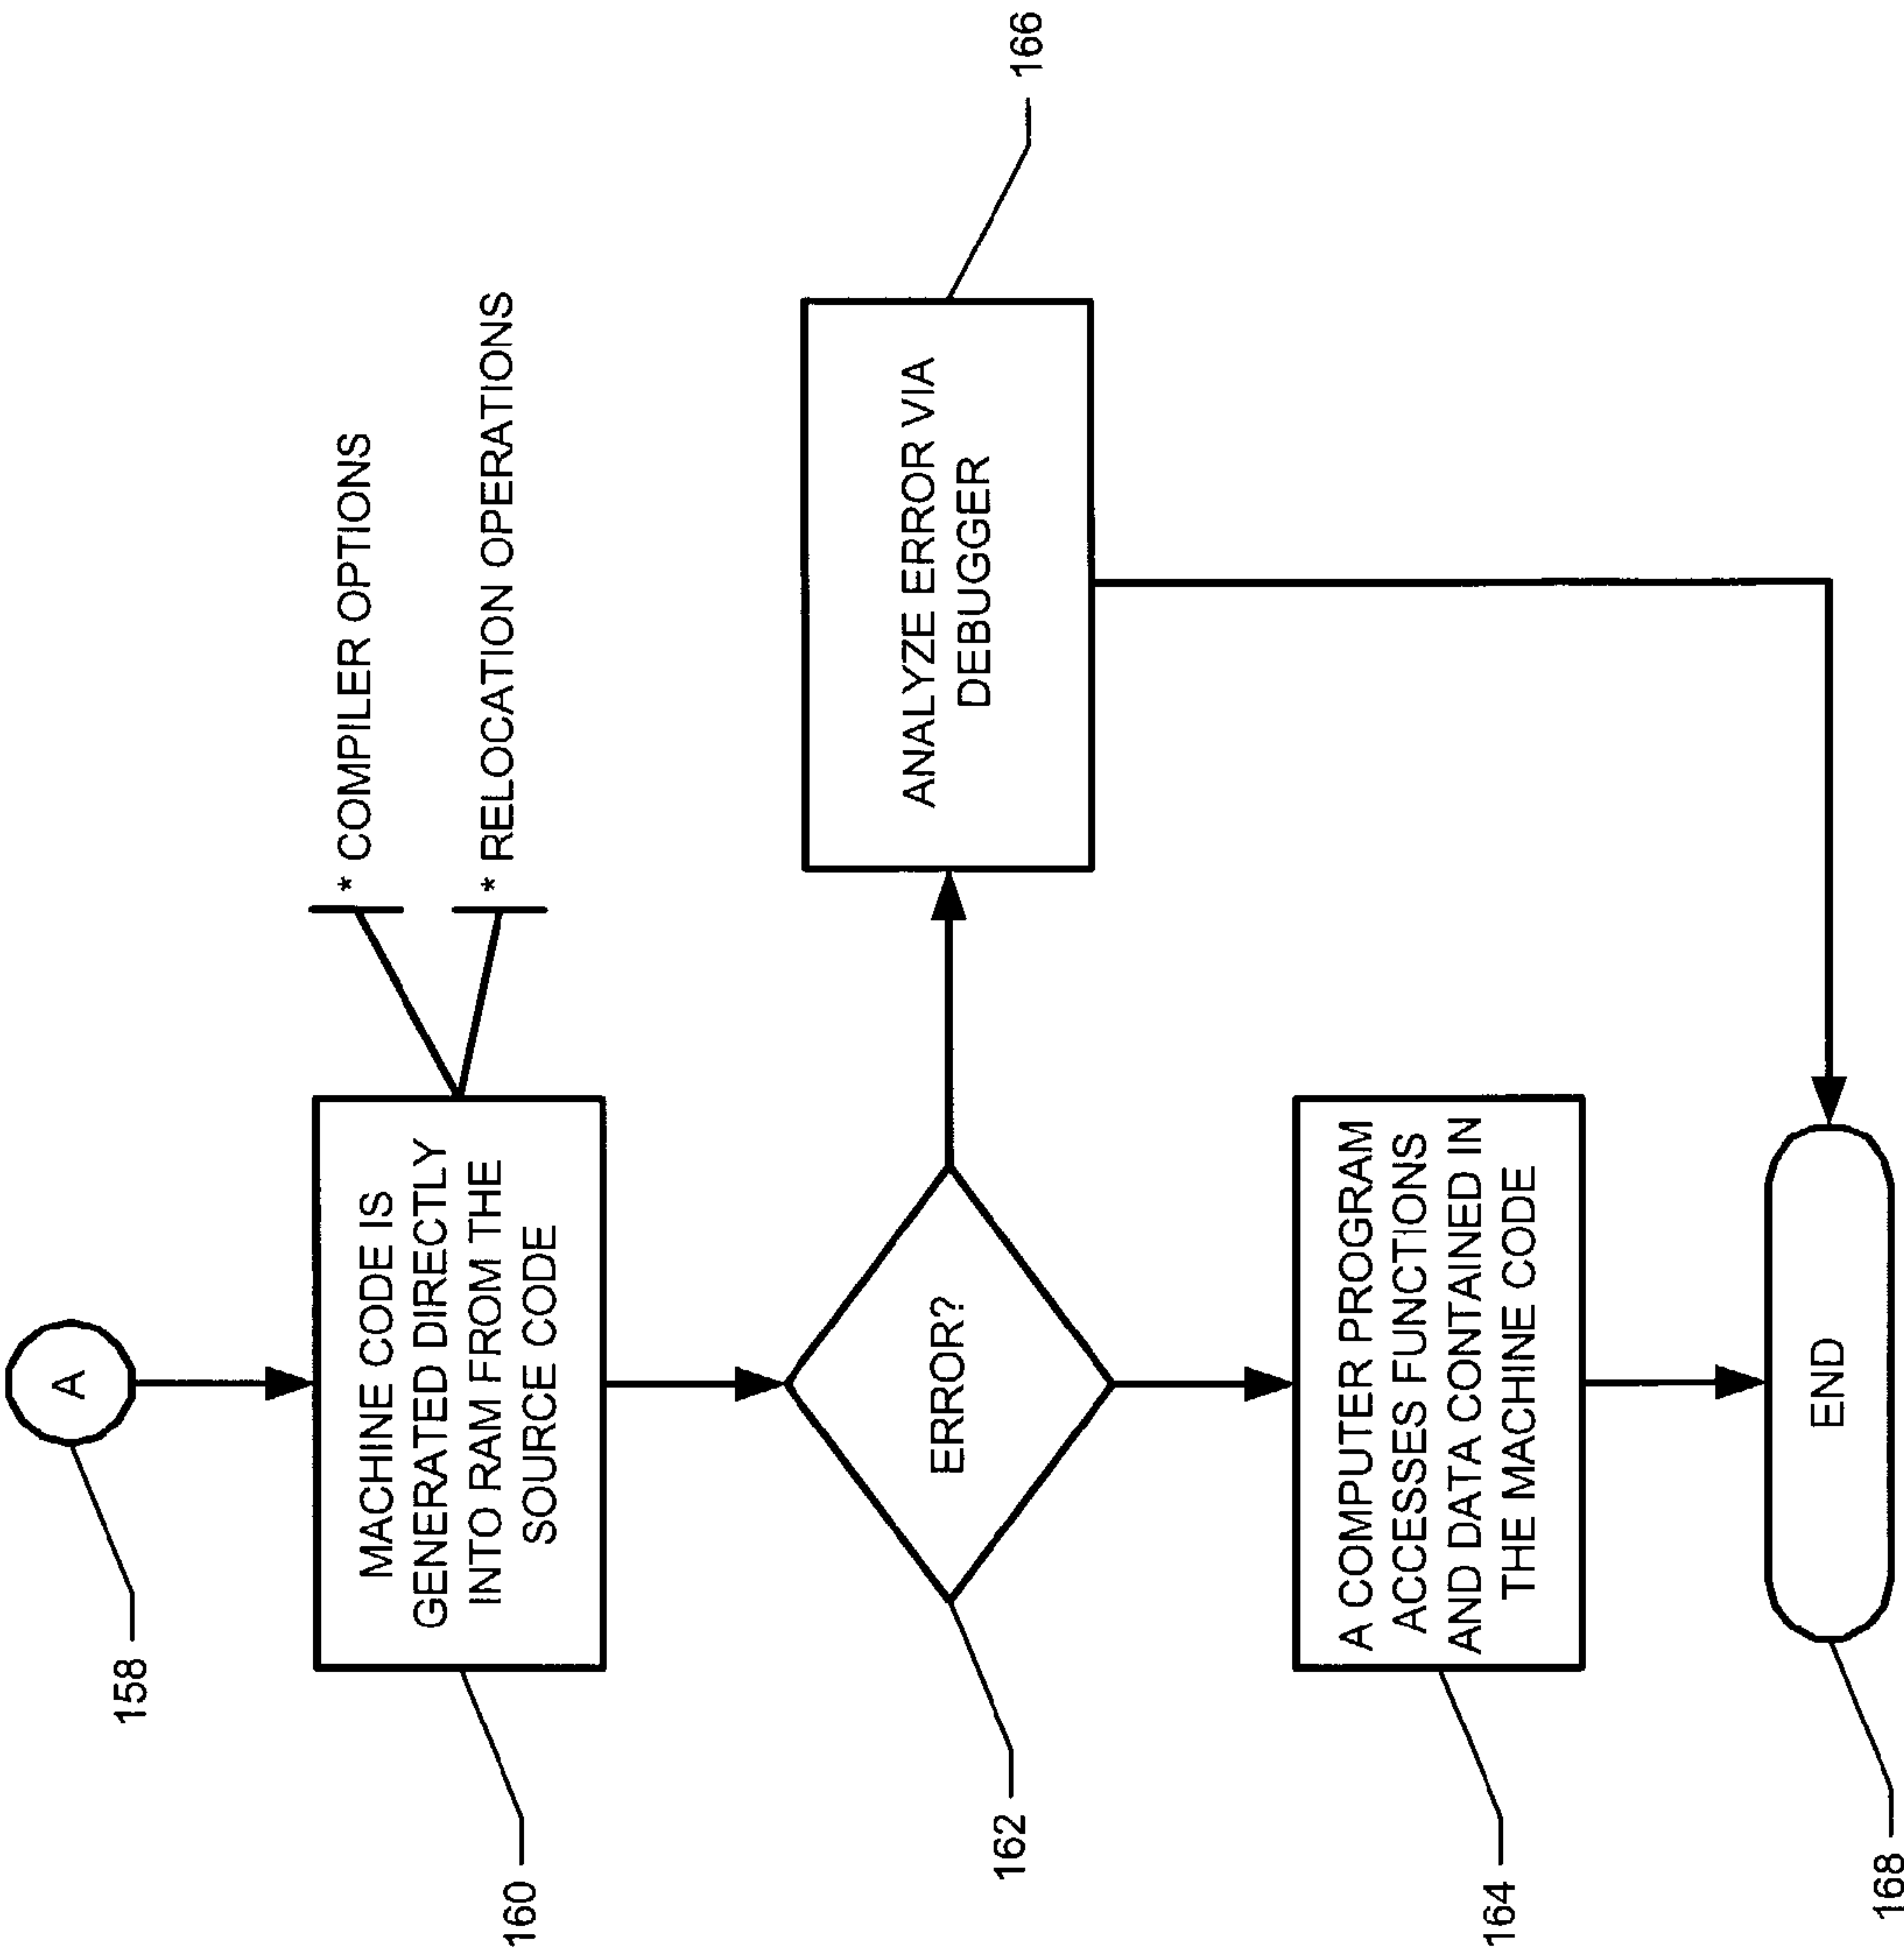 A
158
* COMPILER OPTIONS
* RELOCATION OPERATIONS
MACHINE CODE IS
GENERATED DIRECTLY
INTO RAM FROM THE
SOURCE CODE
160
ERROR?
162
ANALYZE ERROR VIA
DEBUGGER
166
A COMPUTER PROGRAM
ACCESSES FUNCTIONS
AND DATA CONTAINED IN
THE MACHINE CODE
164
END
168